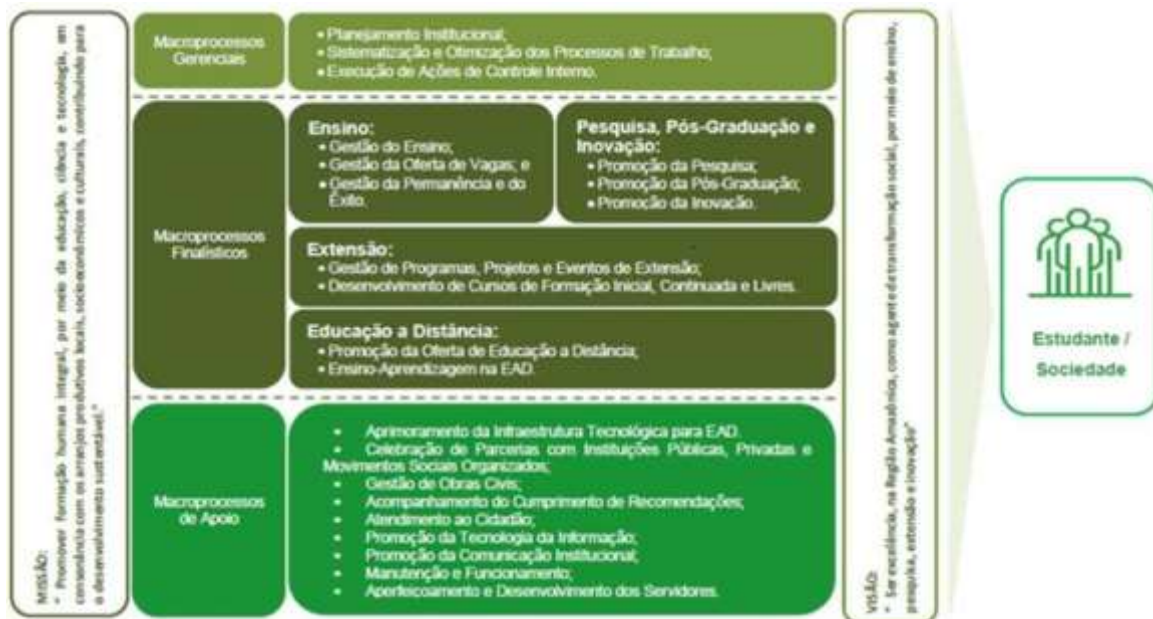 MISSÃO:
" Promover formação humana integral, por meio da educação, ciência e tecnologia, em
consonância com os arranjos produtivos locais, socio-econômicos e culturais, contribuindo para
o desenvolvimento sustentável."
Macroprocessos
Gerenciais
• Planejamento Institucional;
• Sistematização e Otimização dos Processos de Trabalho;
• Execução de Ações de Controle Interno.
Macroprocessos
Finalísticos
Ensino:
• Gestão do Ensino;
• Gestão da Oferta de Vagas; e
• Gestão da Permanência e do
Êxito.
Pesquisa, Pós-Graduação e
Inovação:
• Promoção da Pesquisa;
• Promoção da Pós-Graduação;
• Promoção da Inovação.
Extensão:
• Gestão de Programas, Projetos e Eventos de Extensão;
• Desenvolvimento de Cursos de Formação Inicial, Continuada e Livres.
Educação a Distância:
• Promoção da Oferta de Educação a Distância;
• Ensino-Aprendizagem na EAD.
Macroprocessos
de Apoio
• Aprimoramento da Infraestrutura Tecnológica para EAD.
• Celebração de Parcerias com Instituições Públicas, Privadas e
Movimentos Sociais Organizados;
• Gestão de Obras Civis;
• Acompanhamento do Cumprimento de Recomendações;
• Atendimento ao Cidadão;
• Promoção da Tecnologia da Informação;
• Promoção da Comunicação Institucional;
• Manutenção e Funcionamento;
• Aperfeiçoamento e Desenvolvimento dos Servidores.
VISÃO:
" Ser excelência, na Região Amazônica, como agente de transformação social, por meio de ensino,
pesquisa, extensão e inovação"
Estudante /
Sociedade